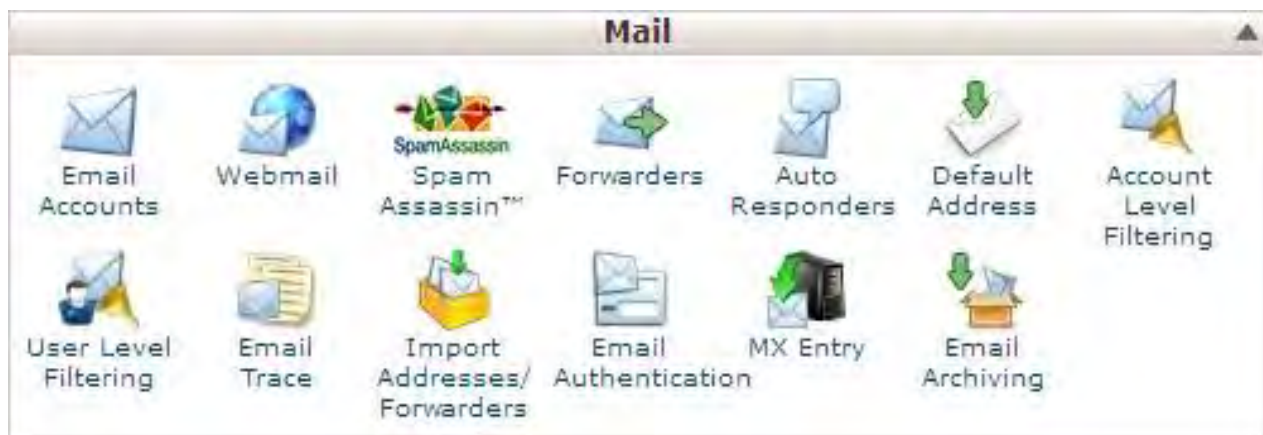 Mail
Email
Accounts
Webmail
SpamAssassin
Spam
Assassin™
Forwarders
Auto
Responders
Default
Address
Account
Level
Filtering
User Level
Filtering
Email
Trace
Import
Addresses/
Forwarders
Email
Authentication
MX Entry
Email
Archiving